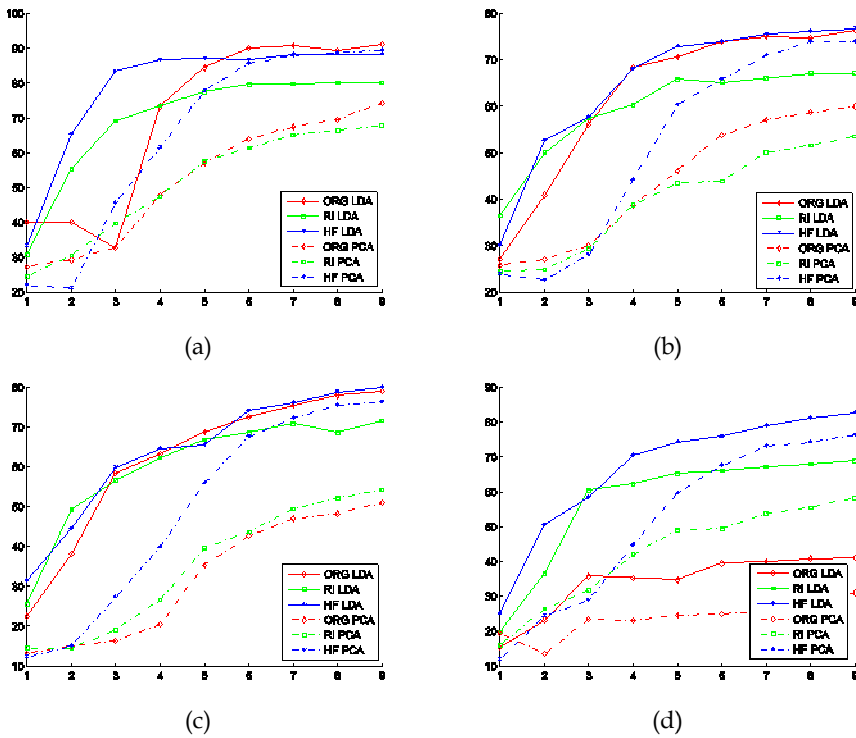 100
90
80
70
60
50
40
30
20
1 2 3 4 5 6 7 8 9
ORG LDA
RI LDA
HF LDA
ORG PCA
RI PCA
HF PCA
(a)
80
70
60
50
40
30
20
1 2 3 4 5 6 7 8 9
ORG LDA
RI LDA
HF LDA
ORG PCA
RI PCA
HF PCA
(b)
80
70
60
50
40
30
20
10
1 2 3 4 5 6 7 8 9
ORG LDA
RI LDA
HF LDA
ORG PCA
RI PCA
HF PCA
(c)
90
80
70
60
50
40
30
20
10
1 2 3 4 5 6 7 8 9
ORG LDA
RI LDA
HF LDA
ORG PCA
RI PCA
HF PCA
(d)